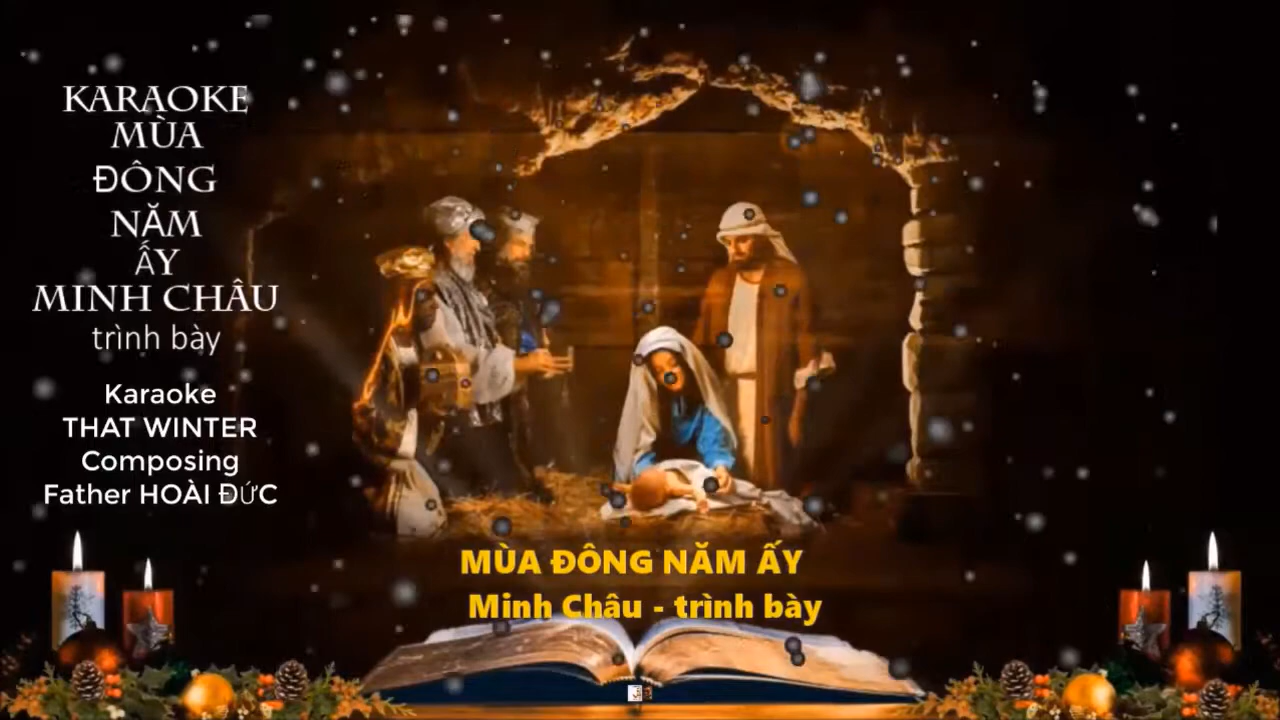 KARAOKE
MÙA
ĐÔNG
NĂM
ẤY
MINH CHÂU
trình bày
Karaoke
THAT WINTER
Composing
Father HOÀI ĐỨC
MÙA ĐÔNG NĂM ẤY
Minh Châu - trình bày